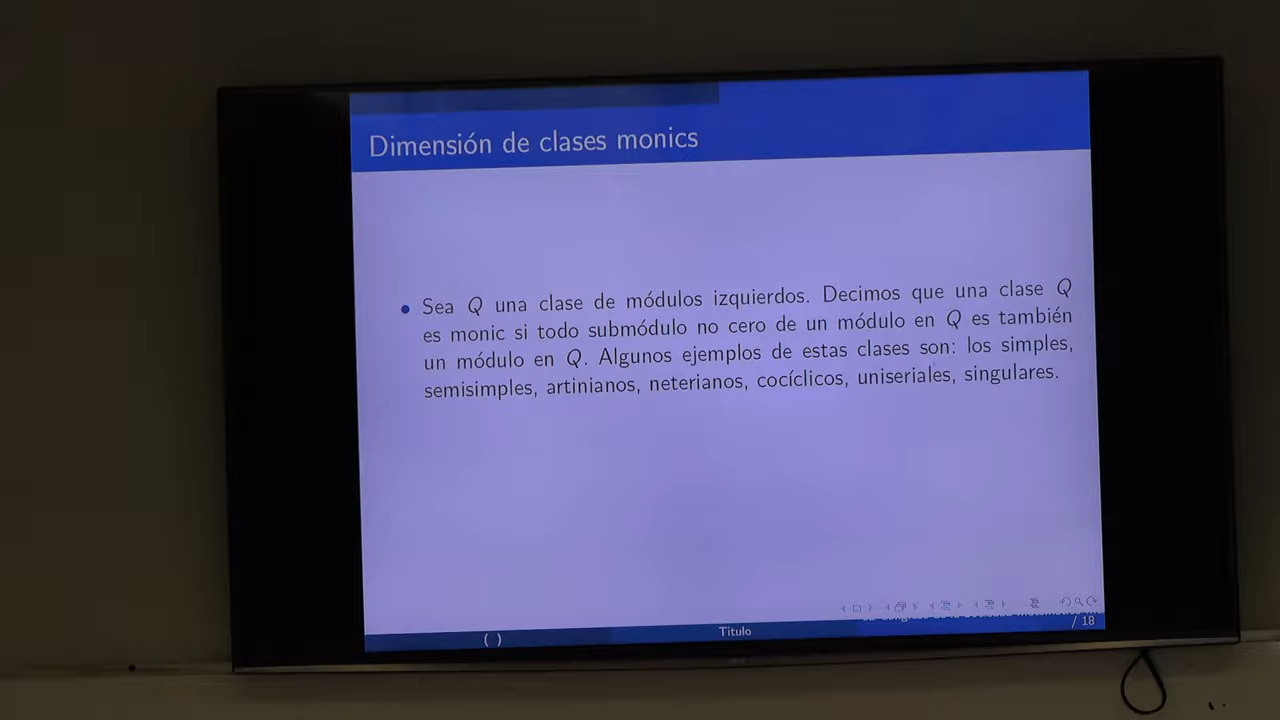 Dimensión de clases monics
• Sea Q una clase de módulos izquierdos. Decimos que una clase Q
es monic si todo submódulo no cero de un módulo en Q es también
un módulo en Q. Algunos ejemplos de estas clases son: los simples,
semisimples, artinianos, neterianos, cocíclicos, uniseriales, singulares.
( )
Titulo
/ 18